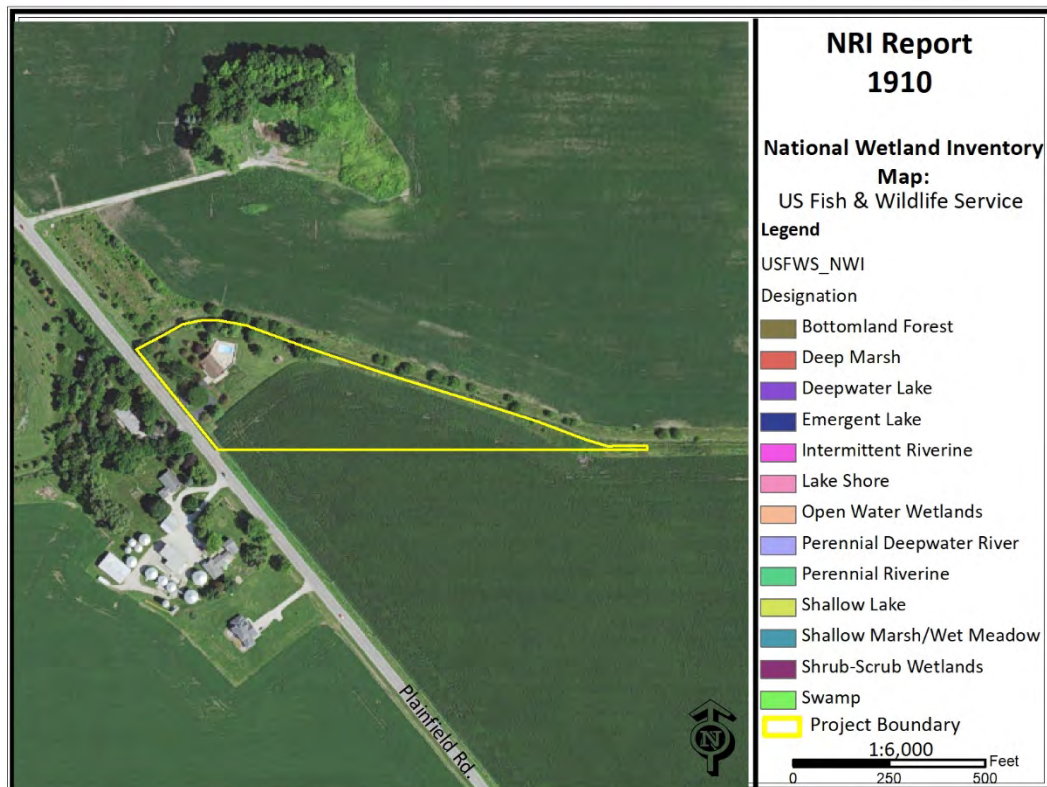 NRI Report
1910
National Wetland Inventory
Map:
US Fish & Wildlife Service
Legend
USFWS_NWI
Designation
Bottomland Forest
Deep Marsh
Deepwater Lake
Emergent Lake
Intermittent Riverine
Lake Shore
Open Water Wetlands
Perennial Deepwater River
Perennial Riverine
Shallow Lake
Shallow Marsh/Wet Meadow
Shrub-Scrub Wetlands
Swamp
Project Boundary
1:6,000
Feet
0 250 500
Plainfield Rd.
N